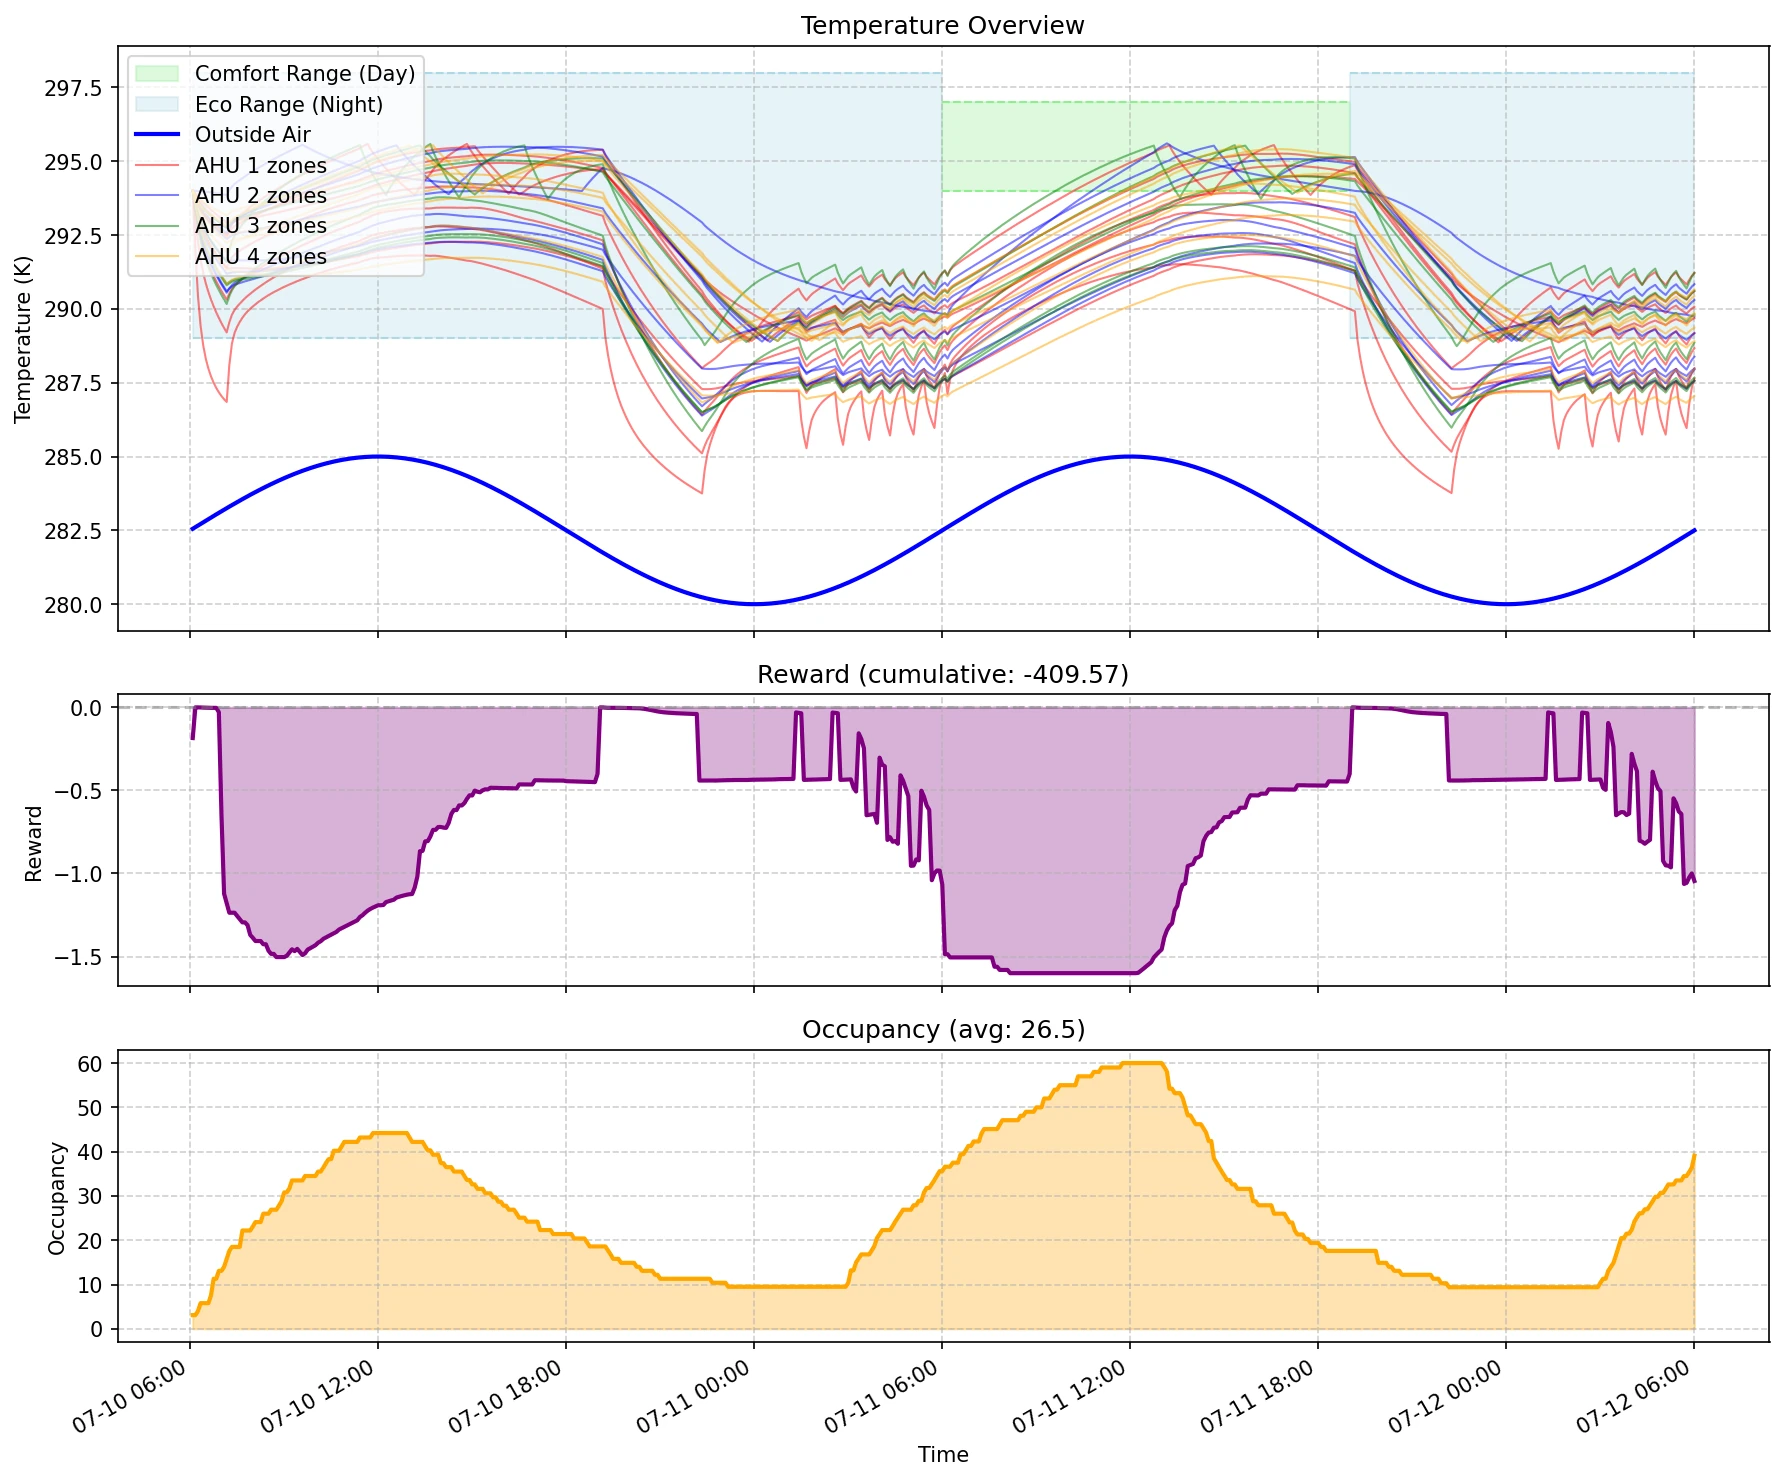 Temperature Overview
Temperature (K)
297.5
295.0
292.5
290.0
287.5
285.0
282.5
280.0
Comfort Range (Day)
Eco Range (Night)
Outside Air
AHU 1 zones
AHU 2 zones
AHU 3 zones
AHU 4 zones
Reward (cumulative: -409.57)
Reward
0.0
−0.5
−1.0
−1.5
Occupancy (avg: 26.5)
Occupancy
60
50
40
30
20
10
0
07-10 06:00
07-10 12:00
07-10 18:00
07-11 00:00
07-11 06:00
07-11 12:00
07-11 18:00
07-12 00:00
07-12 06:00
Time